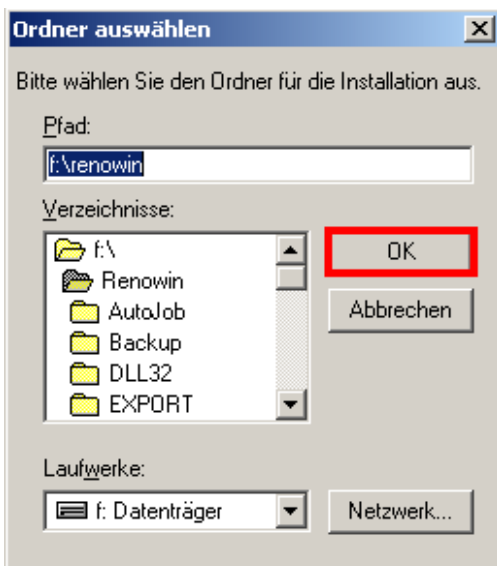 Ordner auswählen
Bitte wählen Sie den Ordner für die Installation aus.
Pfad:
f:\renowin
Verzeichnisse:
f:\
Renowin
AutoJob
Backup
DLL32
EXPORT
OK
Abbrechen
Laufwerke:
f: Datenträger
Netzwerk...